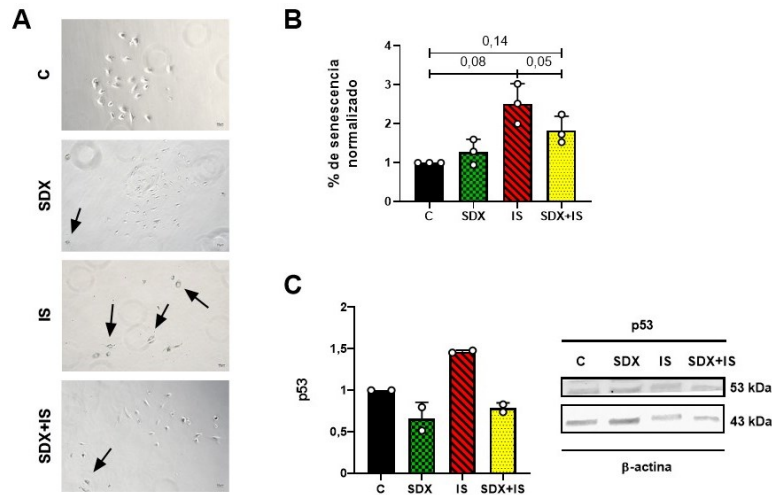 A
C
SDX
IS
SDX+IS
B
% de senescencia
normalizado
4
3
2
1
0
0,14
0,08
0,05
C SDX IS SDX+IS
C
p53
2
1,5
1,0
0,5
C SDX IS SDX+IS
p53
C SDX IS SDX+IS
53 kDa
43 kDa
β-actina